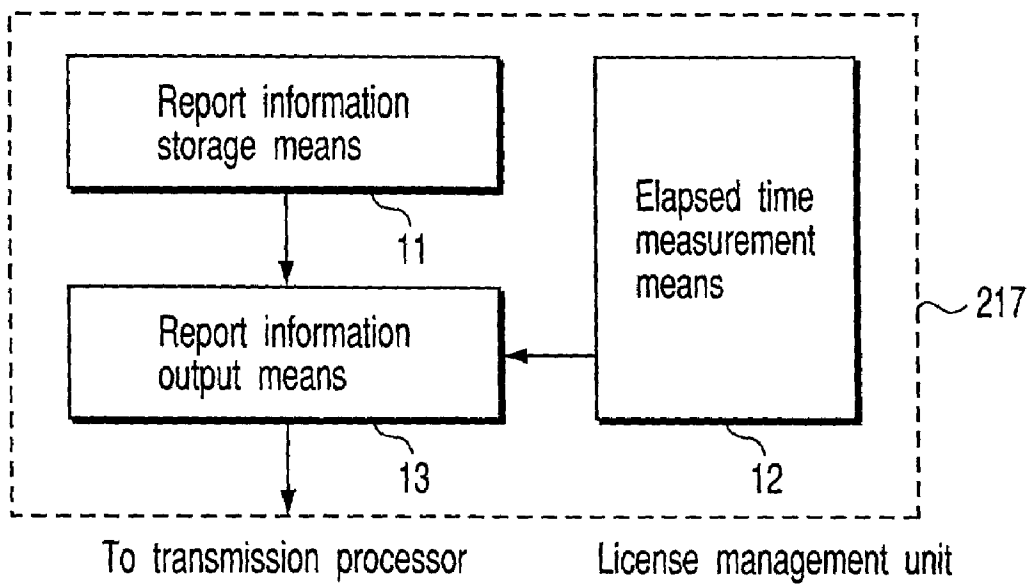 Report information
storage means
11
Elapsed time
measurement
means
217
Report information
output means
13
12
To transmission processor
License management unit